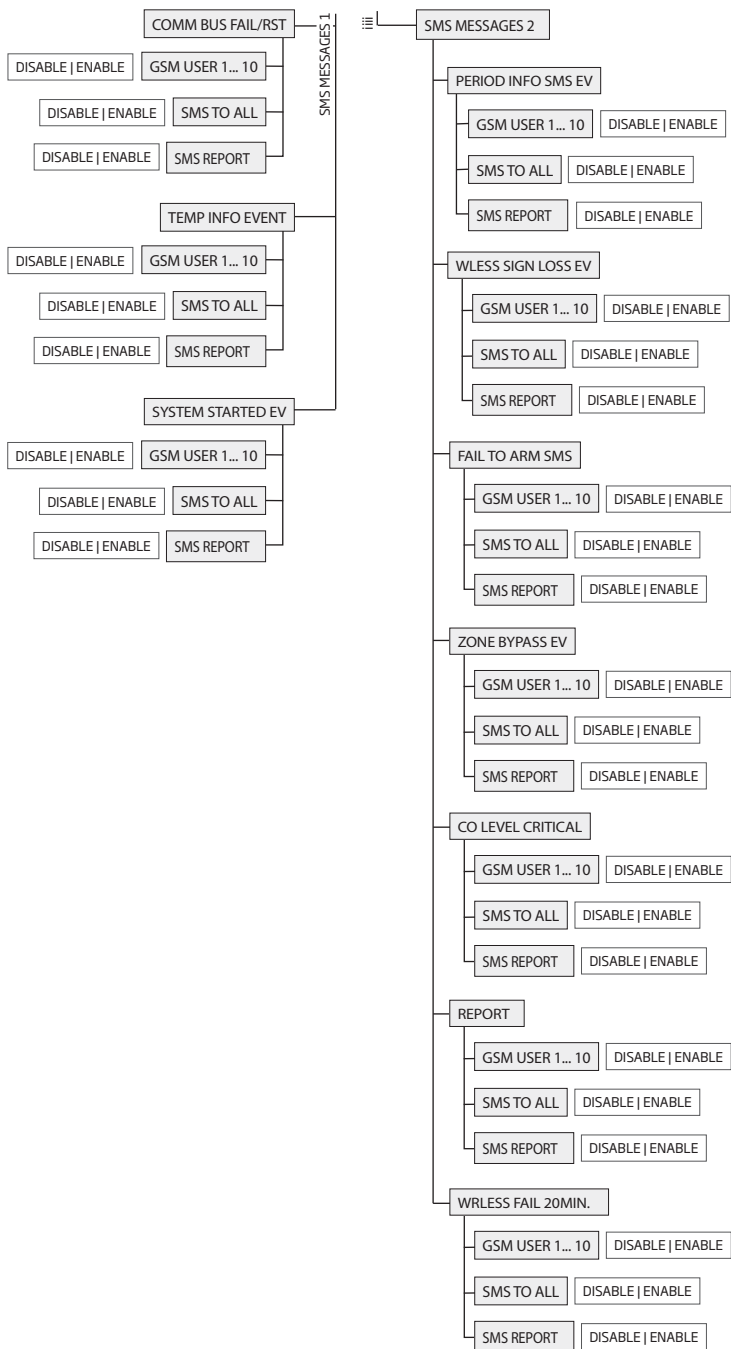 SMS MESSAGES 1
COMM BUS FAIL/RST
DISABLE | ENABLE GSM USER 1... 10
DISABLE | ENABLE SMS TO ALL
DISABLE | ENABLE SMS REPORT
TEMP INFO EVENT
DISABLE | ENABLE GSM USER 1... 10
DISABLE | ENABLE SMS TO ALL
DISABLE | ENABLE SMS REPORT
SYSTEM STARTED EV
DISABLE | ENABLE GSM USER 1... 10
DISABLE | ENABLE SMS TO ALL
DISABLE | ENABLE SMS REPORT
SMS MESSAGES 2
PERIOD INFO SMS EV
GSM USER 1... 10 DISABLE | ENABLE
SMS TO ALL DISABLE | ENABLE
SMS REPORT DISABLE | ENABLE
WLESS SIGN LOSS EV
GSM USER 1... 10 DISABLE | ENABLE
SMS TO ALL DISABLE | ENABLE
SMS REPORT DISABLE | ENABLE
FAIL TO ARM SMS
GSM USER 1... 10 DISABLE | ENABLE
SMS TO ALL DISABLE | ENABLE
SMS REPORT DISABLE | ENABLE
ZONE BYPASS EV
GSM USER 1... 10 DISABLE | ENABLE
SMS TO ALL DISABLE | ENABLE
SMS REPORT DISABLE | ENABLE
CO LEVEL CRITICAL
GSM USER 1... 10 DISABLE | ENABLE
SMS TO ALL DISABLE | ENABLE
SMS REPORT DISABLE | ENABLE
REPORT
GSM USER 1... 10 DISABLE | ENABLE
SMS TO ALL DISABLE | ENABLE
SMS REPORT DISABLE | ENABLE
WRLESS FAIL 20MIN.
GSM USER 1... 10 DISABLE | ENABLE
SMS TO ALL DISABLE | ENABLE
SMS REPORT DISABLE | ENABLE